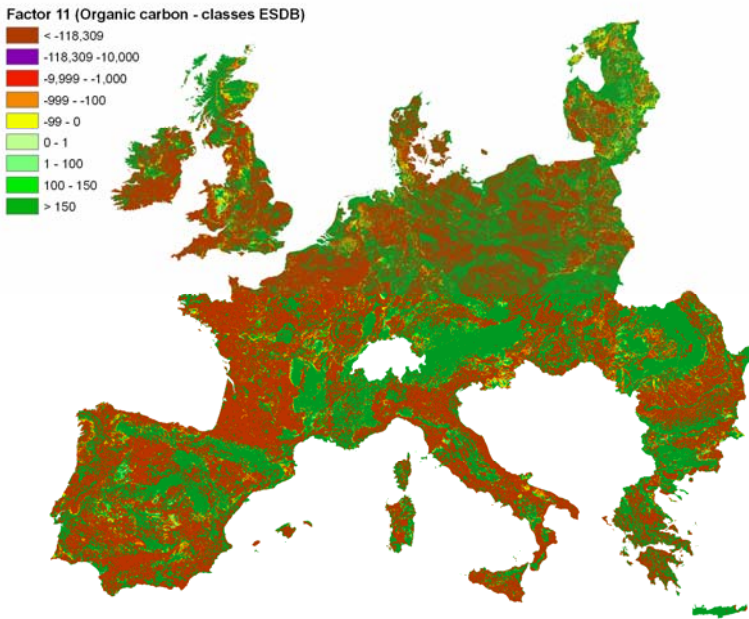 Factor 11 (Organic carbon - classes ESDB)
< -118,309
-118,309 -10,000
-9,999 - -1,000
-999 - -100
-99 - 0
0 - 1
1 - 100
100 - 150
> 150